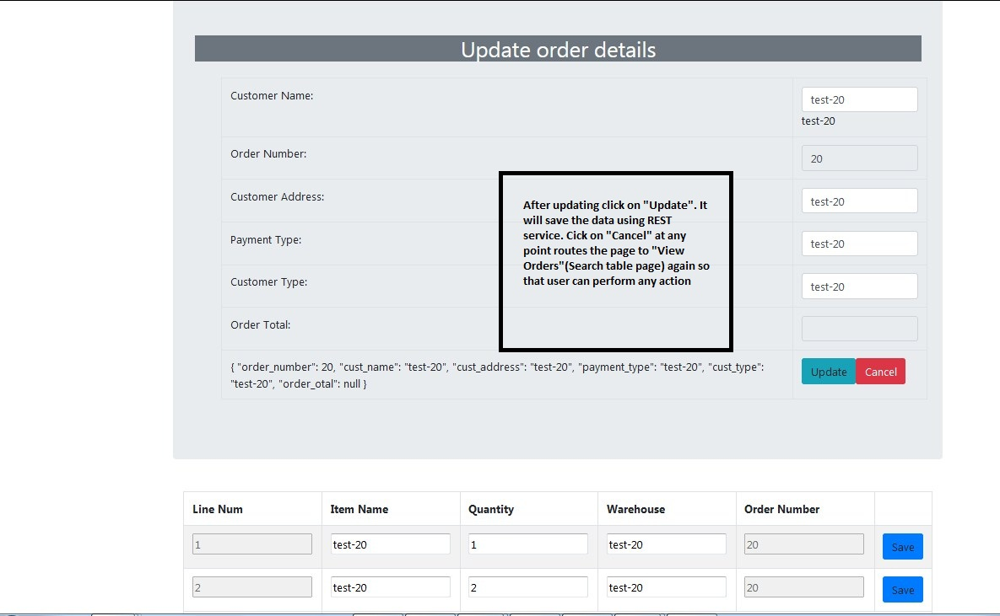 Update order details
Customer Name:
test-20
test-20
Order Number:
20
Customer Address:
test-20
Payment Type:
test-20
Customer Type:
test-20
Order Total:
After updating click on "Update". It
will save the data using REST
service. Cick on "Cancel" at any
point routes the page to "View
Orders"(Search table page) again so
that user can perform any action
{ "order_number": 20, "cust_name": "test-20", "cust_address": "test-20", "payment_type": "test-20", "cust_type":
"test-20", "order_otal": null }
Update Cancel
Line Num Item Name Quantity Warehouse Order Number
1 test-20 1 test-20 20 Save
2 test-20 2 test-20 20 Save